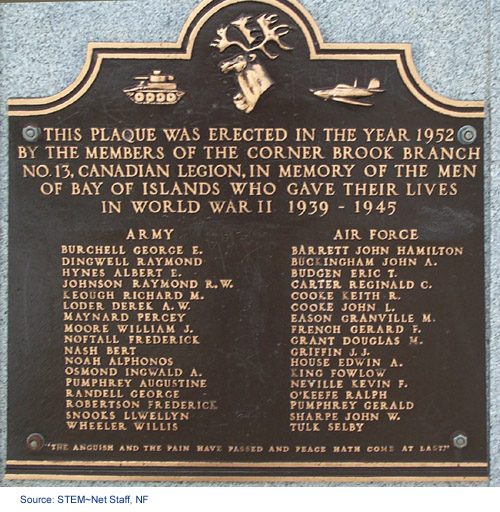 THIS PLAQUE WAS ERECTED IN THE YEAR 1952
BY THE MEMBERS OF THE CORNER BROOK BRANCH
NO. 13, CANADIAN LEGION, IN MEMORY OF THE MEN
OF BAY OF ISLANDS WHO GAVE THEIR LIVES
IN WORLD WAR II 1939 - 1945
ARMY
BURCHELL GEORGE E.
DINGWELL RAYMOND
HYNES ALBERT E.
JOHNSON RAYMOND R.W.
KEOUGH RICHARD M.
LODER DEREK A.W.
MAYNARD PERCEY
MOORE WILLIAM J.
NOFTALL FREDERICK
NASH BERT
NOAH ALPHONOS
OSMOND INGWALD A.
PUMPHREY AUGUSTINE
RANDELL GEORGE
ROBERTSON FREDERICK
SNOOKS LLWELLYN
WHEELER WILLIS
AIR FORCE
BARRETT JOHN HAMILTON
BUCKINGHAM JOHN A.
BUDGEN ERIC T.
CARTER REGINALD C.
COOKE KEITH R.
COOKE JOHN L.
EASON GRANVILLE M.
FRENCH GERARD F.
GRANT DOUGLAS M.
GRIFFIN J.J.
HOUSE EDWIN A.
KING FOWLOW
NEVILLE KEVIN F.
O'KEEFE RALPH
PUMPHREY GERALD
SHARPE JOHN W.
TULK SELBY
"THE ANGUISH AND THE PAIN HAVE PASSED AND PEACE HATH COME AT LAST."
Source: STEM~Net Staff, NF